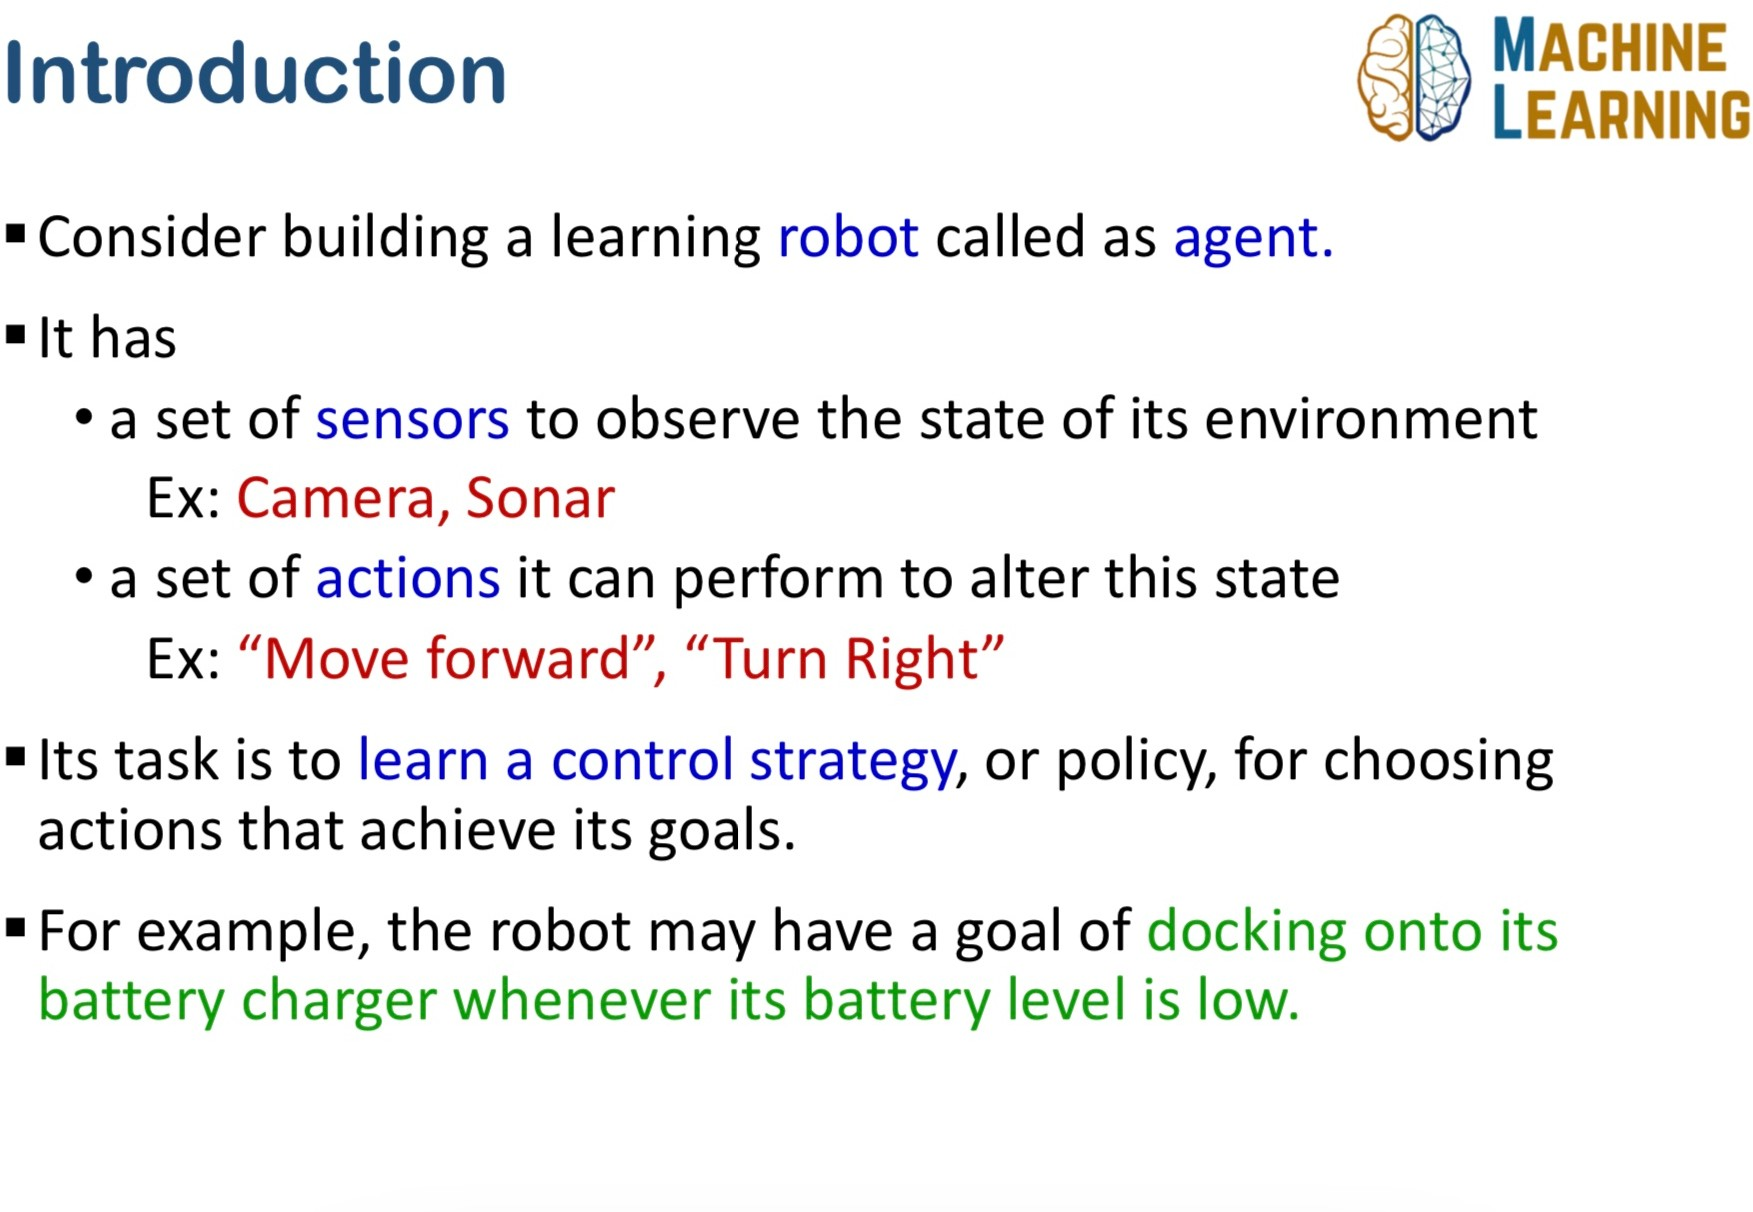 Introduction
MACHINE
LEARNING
▪ Consider building a learning robot called as agent.
▪ It has
• a set of sensors to observe the state of its environment
Ex: Camera, Sonar
• a set of actions it can perform to alter this state
Ex: “Move forward”, “Turn Right”
▪ Its task is to learn a control strategy, or policy, for choosing
actions that achieve its goals.
▪ For example, the robot may have a goal of docking onto its
battery charger whenever its battery level is low.